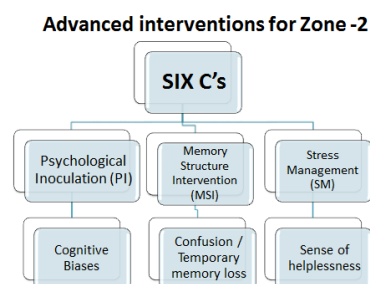 Advanced interventions for Zone -2
SIX C's
Psychological
Inoculation (PI)
Memory
Structure
Intervention
(MSI)
Stress
Management
(SM)
Cognitive
Biases
Confusion /
Temporary
memory loss
Sense of
helplessness